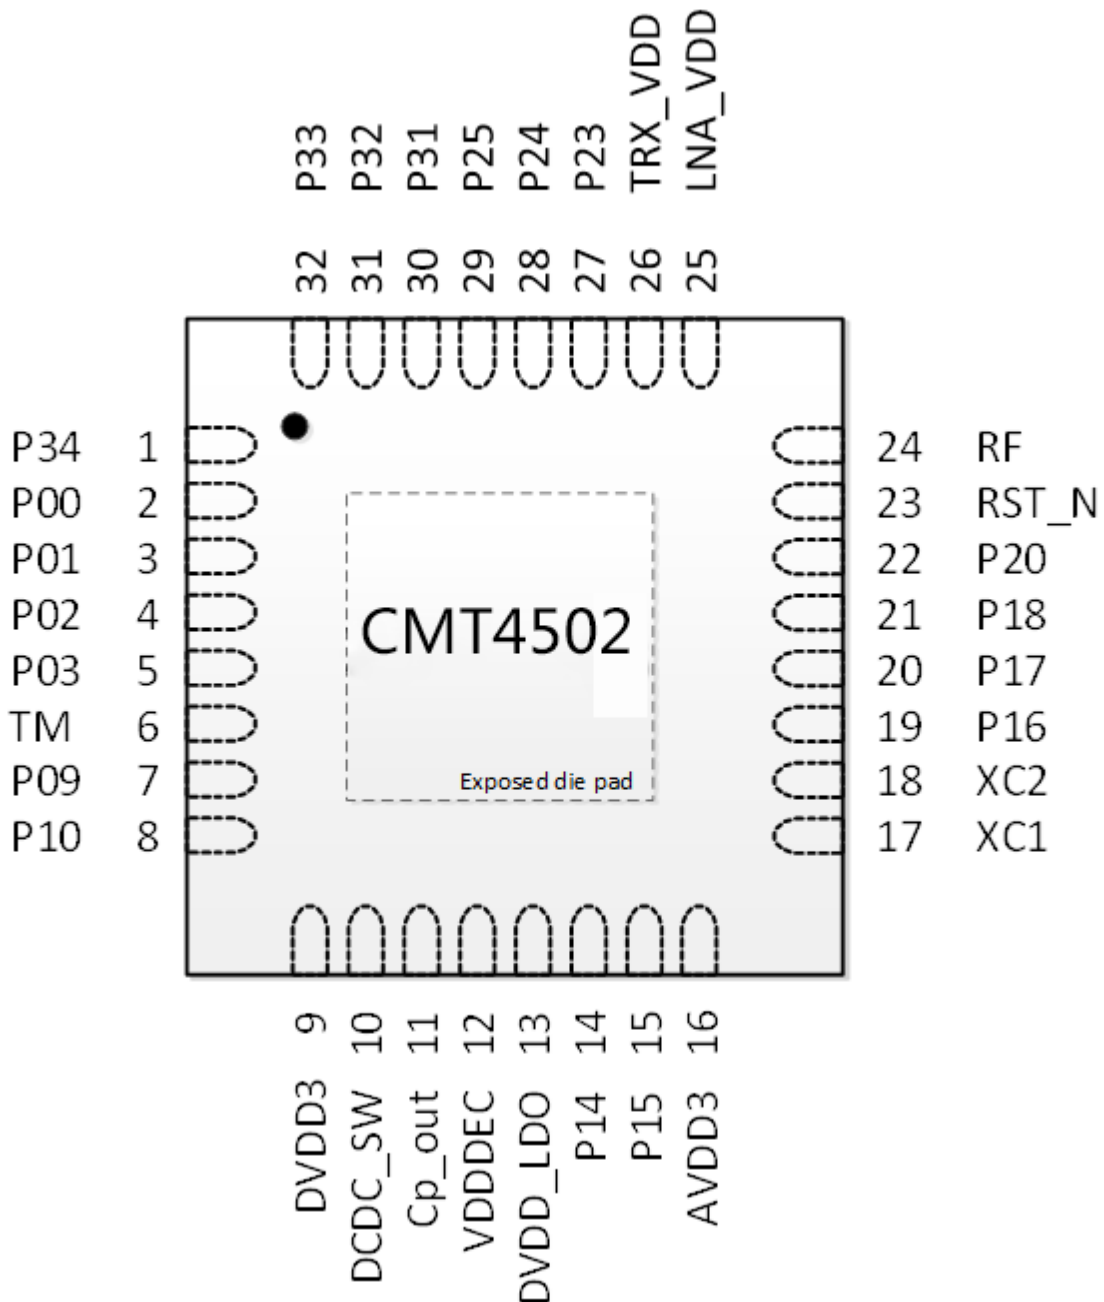 P33 P32 P31 P25 P24 P23 TRX_VDD LNA_VDD
32 31 30 29 28 27 26 25
P34 1 24 RF
P00 2 23 RST_N
P01 3 22 P20
P02 4 21 P18
P03 5 20 P17
TM 6 19 P16
P09 7 18 XC2
P10 8 17 XC1
CMT4502
Exposed die pad
9 10 11 12 13 14 15 16
DVDD3 DCDC_SW Cp_out VDDDEC DVDD_LDO P14 P15 AVDD3